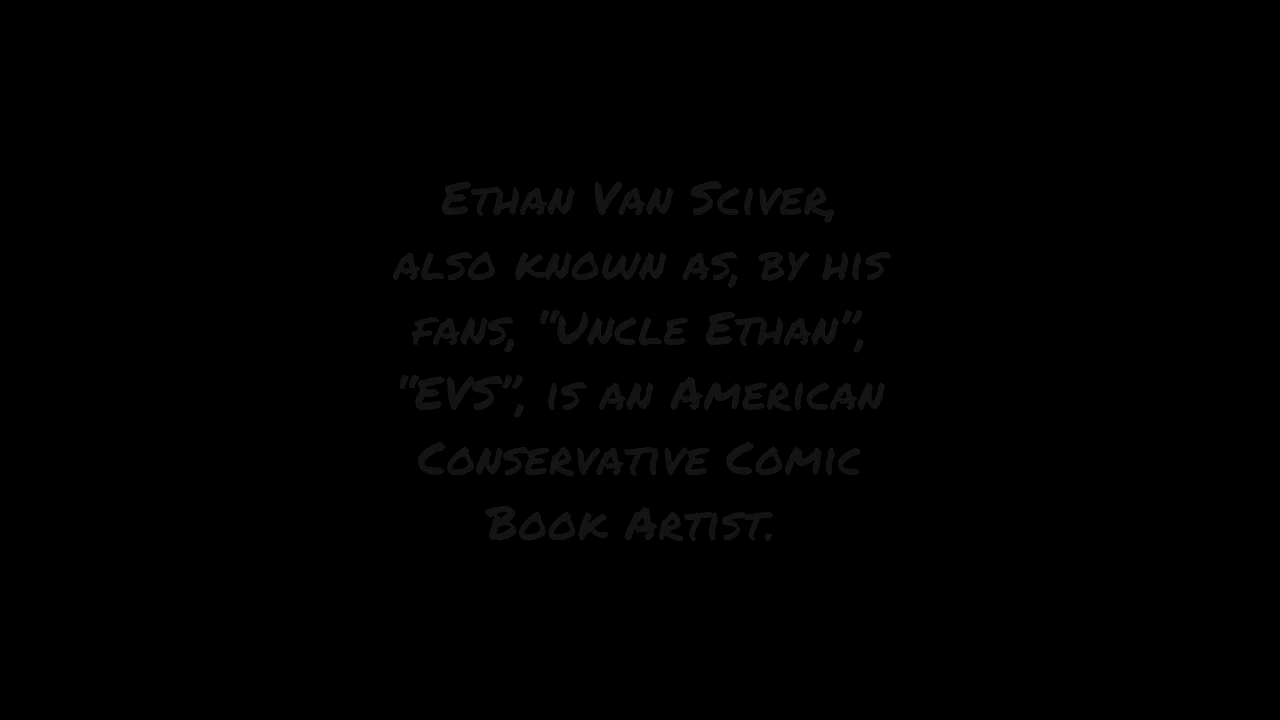 Ethan Van Sciver,
also known as, by his
fans, “Uncle Ethan”,
“EVS”, is an American
Conservative Comic
Book Artist.